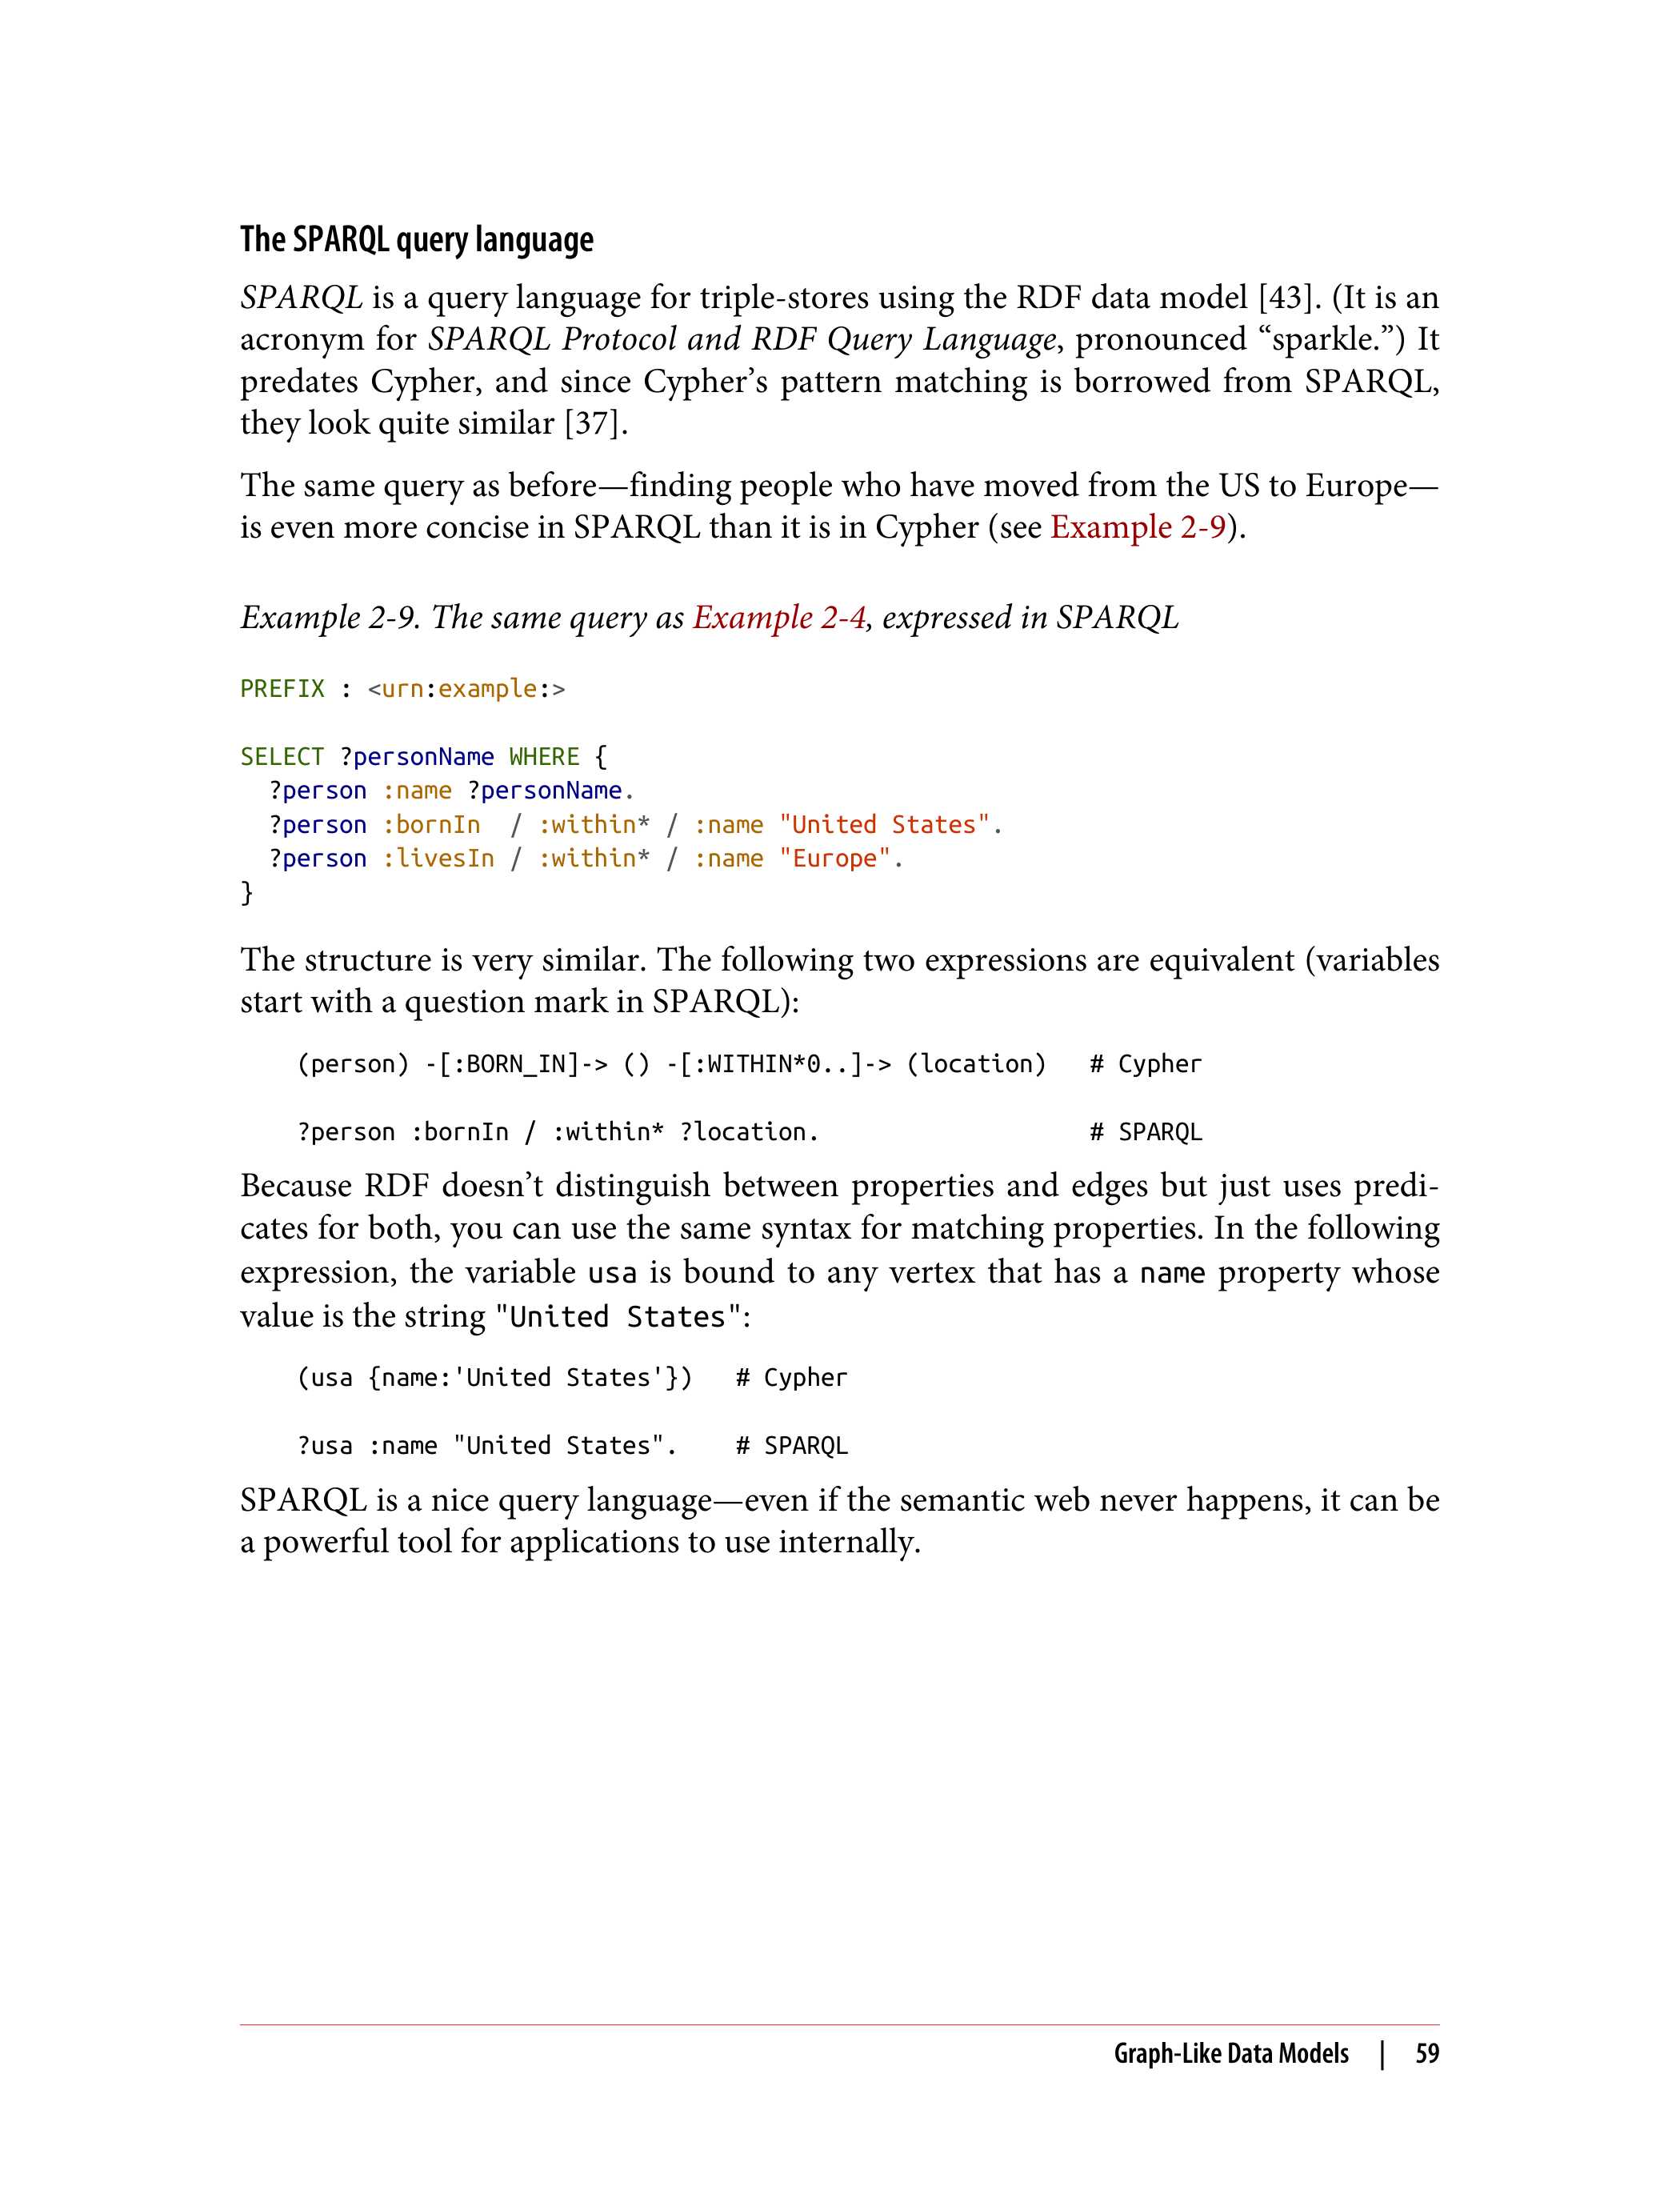 The SPARQL query language
SPARQL is a query language for triple-stores using the RDF data model [43]. (It is an
acronym for SPARQL Protocol and RDF Query Language, pronounced “sparkle.”) It
predates Cypher, and since Cypher’s pattern matching is borrowed from SPARQL,
they look quite similar [37].
The same query as before—finding people who have moved from the US to Europe—
is even more concise in SPARQL than it is in Cypher (see Example 2-9).
Example 2-9. The same query as Example 2-4, expressed in SPARQL
PREFIX : <urn:example:>
SELECT ?personName WHERE {
  ?person :name ?personName.
  ?person :bornIn  / :within* / :name "United States".
  ?person :livesIn / :within* / :name "Europe".
}
The structure is very similar. The following two expressions are equivalent (variables
start with a question mark in SPARQL):
(person) -[:BORN_IN]-> () -[:WITHIN*0..]-> (location)   # Cypher
?person :bornIn / :within* ?location.                   # SPARQL
Because RDF doesn’t distinguish between properties and edges but just uses predi-
cates for both, you can use the same syntax for matching properties. In the following
expression, the variable usa is bound to any vertex that has a name property whose
value is the string "United States":
(usa {name:'United States'})   # Cypher
?usa :name "United States".    # SPARQL
SPARQL is a nice query language—even if the semantic web never happens, it can be
a powerful tool for applications to use internally.
Graph-Like Data Models | 59